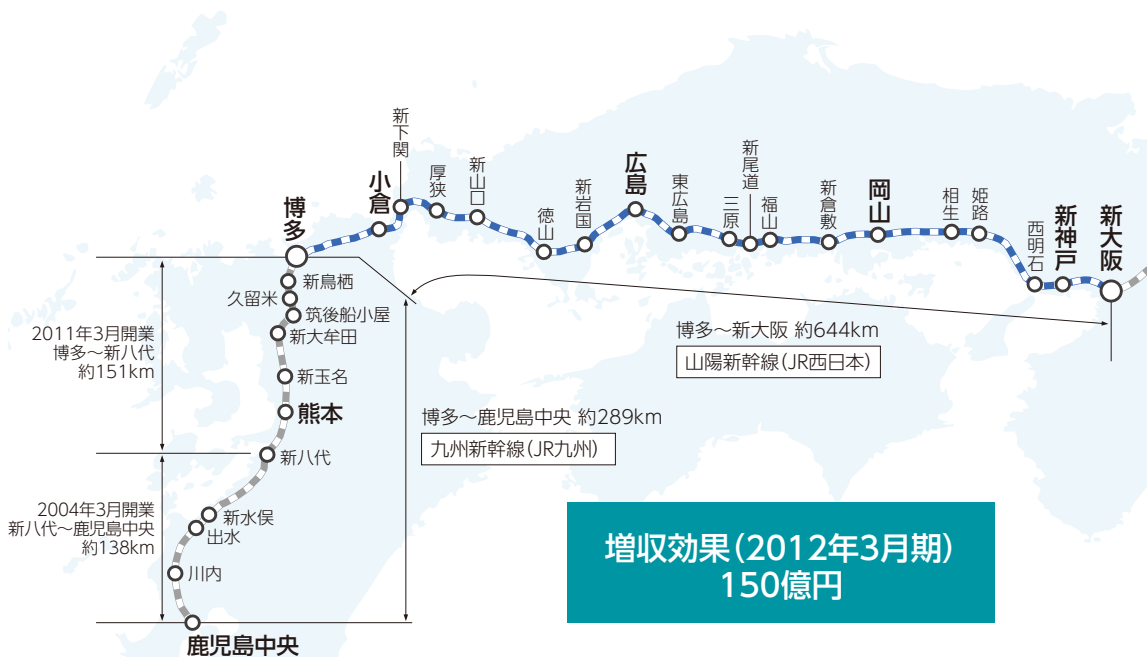 新下関
小倉
博多
厚狭
新山口
徳山
新岩国
広島
東広島
三原
新尾道
福山
新倉敷
岡山
相生
姫路
西明石
新神戸
新大阪
新鳥栖
久留米
筑後船小屋
新大牟田
新玉名
熊本
新八代
新水俣
出水
川内
鹿児島中央
2011年3月開業
博多～新八代
約151km
2004年3月開業
新八代～鹿児島中央
約138km
博多～新大阪 約644km
山陽新幹線（JR西日本）
博多～鹿児島中央 約289km
九州新幹線（JR九州）
増収効果（2012年3月期）
150億円